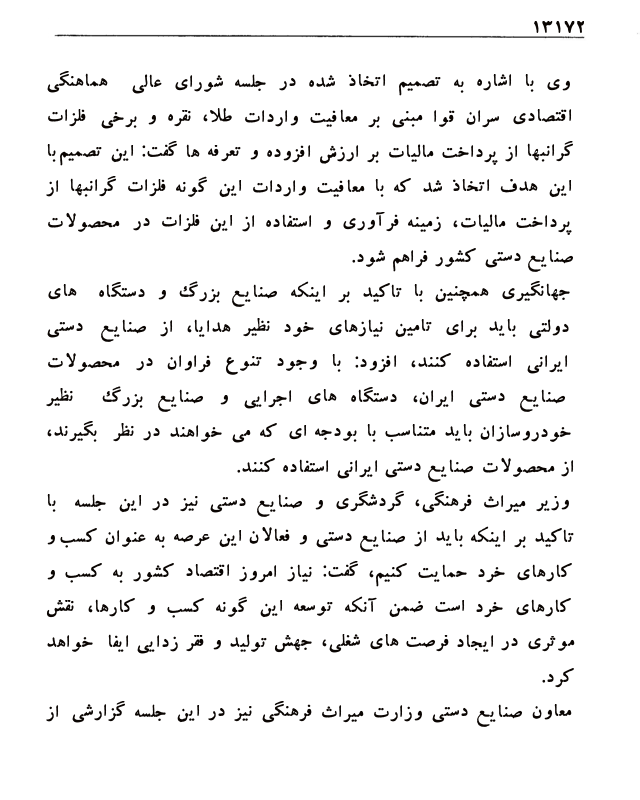 ۱۳۱۷۲
وی با اشاره به تصمیم اتخاذ شده در جلسه شورای عالی هماهنگی
اقتصادی سران قوا مبنی بر معافیت واردات طلا، نقره و برخی فلزات
گرانبها از پرداخت مالیات بر ارزش افزوده و تعرفه ها گفت: این تصمیم با
این هدف اتخاذ شد که با معافیت واردات این گونه فلزات گرانبها از
پرداخت مالیات، زمینه فرآوری و استفاده از این فلزات در محصولات
صنایع دستی کشور فراهم شود.
جهانگیری همچنین با تاکید بر اینکه صنایع بزرگ و دستگاه های
دولتی باید برای تامین نیازهای خود نظیر هدایا، از صنایع دستی
ایرانی استفاده کنند، افزود: با وجود تنوع فراوان در محصولات
صنایع دستی ایران، دستگاه های اجرایی و صنایع بزرگ نظیر
خودروسازان باید متناسب با بودجه ای که می خواهند در نظر بگیرند،
از محصولات صنایع دستی ایرانی استفاده کنند.
وزیر میراث فرهنگی، گردشگری و صنایع دستی نیز در این جلسه با
تاکید بر اینکه باید از صنایع دستی و فعالان این عرصه به عنوان کسب و
کارهای خرد حمایت کنیم، گفت: نیاز امروز اقتصاد کشور به کسب و
کارهای خرد است ضمن آنکه توسعه این گونه کسب و کارها، نقش
موثری در ایجاد فرصت های شغلی، جهش تولید و فقر زدایی ایفا خواهد
کرد.
معاون صنایع دستی وزارت میراث فرهنگی نیز در این جلسه گزارشی از